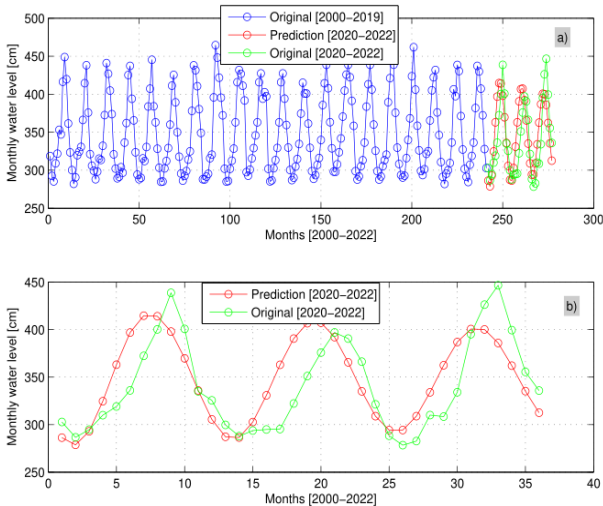 Original [2000-2019]
Prediction [2020-2022]
Original [2020-2022]
a)
Monthly water level [cm]
500
450
400
350
300
250
0 50 100 150 200 250 300
Months [2000-2022]
Prediction [2020-2022]
Original [2020-2022]
b)
Monthly water level [cm]
450
400
350
300
250
0 5 10 15 20 25 30 35 40
Months [2000-2022]